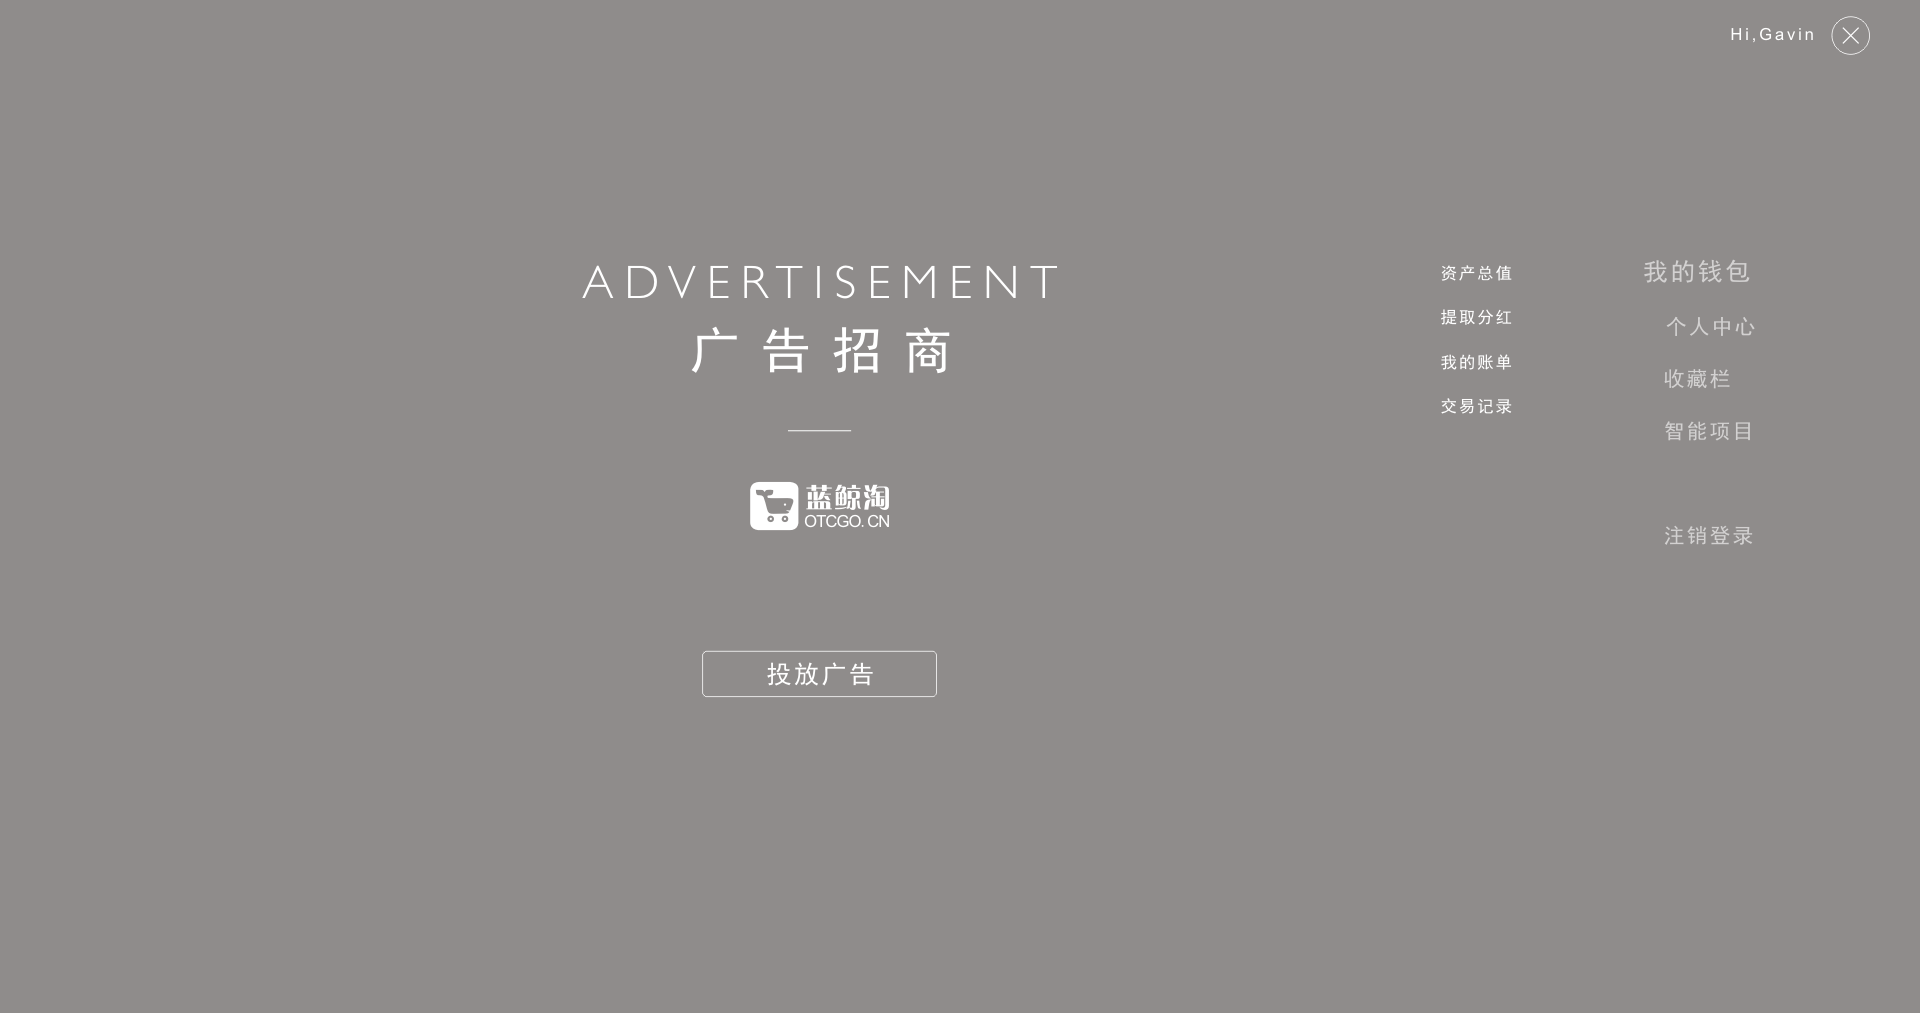 Hi,Gavin
ADVERTISEMENT
广告招商
蓝鲸淘
OTCGO.CN
投放广告
资产总值
提取分红
我的账单
交易记录
我的钱包
个人中心
收藏栏
智能项目
注销登录